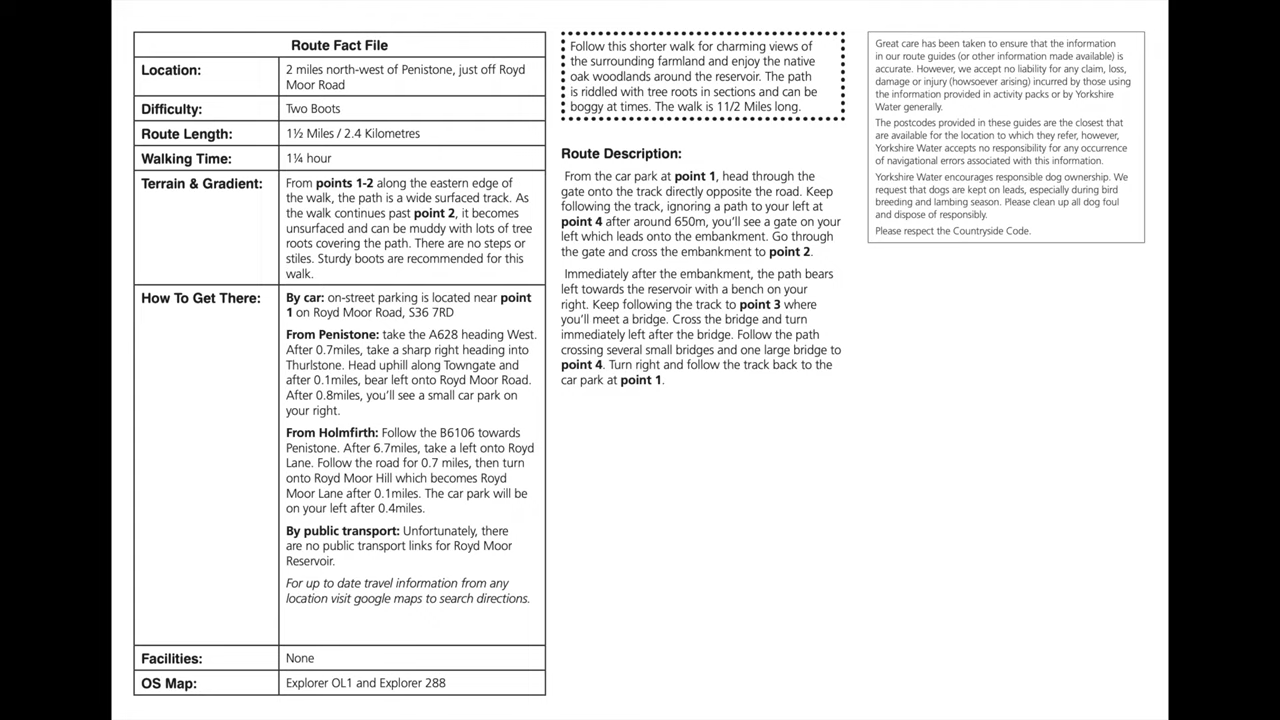 Route Fact File
Location:
2 miles north-west of Penistone, just off Royd
Moor Road
Difficulty:
Two Boots
Route Length:
1½ Miles / 2.4 Kilometres
Walking Time:
1¼ hour
Terrain & Gradient:
From points 1-2 along the eastern edge of
the walk, the path is a wide surfaced track. As
the walk continues past point 2, it becomes
unsurfaced and can be muddy with lots of tree
roots covering the path. There are no steps or
stiles. Sturdy boots are recommended for this
walk.
How To Get There:
By car: on-street parking is located near point
1 on Royd Moor Road, S36 7RD
From Penistone: take the A628 heading West.
After 0.7miles, take a sharp right heading into
Thurlstone. Head uphill along Towngate and
after 0.1miles, bear left onto Royd Moor Road.
After 0.8miles, you'll see a small car park on
your right.
From Holmfirth: Follow the B6106 towards
Penistone. After 6.7miles, take a left onto Royd
Lane. Follow the road for 0.7 miles, then turn
onto Royd Moor Hill which becomes Royd
Moor Lane after 0.1miles. The car park will be
on your left after 0.4miles.
By public transport: Unfortunately, there
are no public transport links for Royd Moor
Reservoir.
For up to date travel information from any
location visit google maps to search directions.
Facilities:
None
OS Map:
Explorer OL1 and Explorer 288
Follow this shorter walk for charming views of
the surrounding farmland and enjoy the native
oak woodlands around the reservoir. The path
is riddled with tree roots in sections and can be
boggy at times. The walk is 11/2 Miles long.
Route Description:
From the car park at point 1, head through the
gate onto the track directly opposite the road. Keep
following the track, ignoring a path to your left at
point 4 after around 650m, you'll see a gate on your
left which leads onto the embankment. Go through
the gate and cross the embankment to point 2.
Immediately after the embankment, the path bears
left towards the reservoir with a bench on your
right. Keep following the track to point 3 where
you'll meet a bridge. Cross the bridge and turn
immediately left after the bridge. Follow the path
crossing several small bridges and one large bridge to
point 4. Turn right and follow the track back to the
car park at point 1.
Great care has been taken to ensure that the information
in our route guides (or other information made available) is
accurate. However, we accept no liability for any claim, loss,
damage or injury (howsoever arising) incurred by those using
the information provided in activity packs or by Yorkshire
Water generally.
The postcodes provided in these guides are the closest that
are available for the location to which they refer, however,
Yorkshire Water accepts no responsibility for any occurrence
of navigational errors associated with this information.
Yorkshire Water encourages responsible dog ownership. We
request that dogs are kept on leads, especially during bird
breeding and lambing season. Please clean up all dog foul
and dispose of responsibly.
Please respect the Countryside Code.